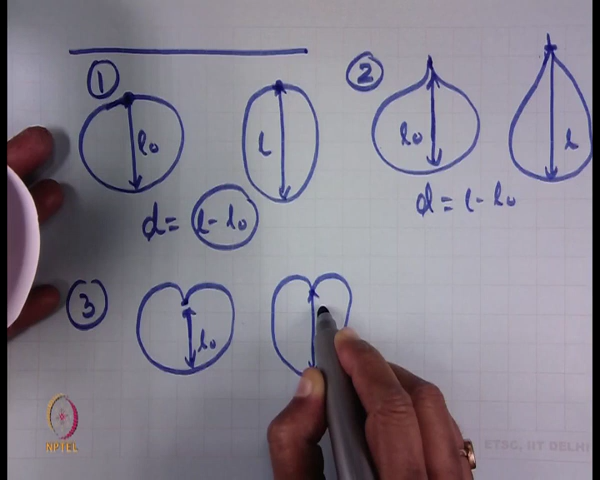 1
l₀
l
d = l - l₀
2
l₀
l
d = l - l₀
3
l₀
NPTEL
ETSC, IIT DELHI